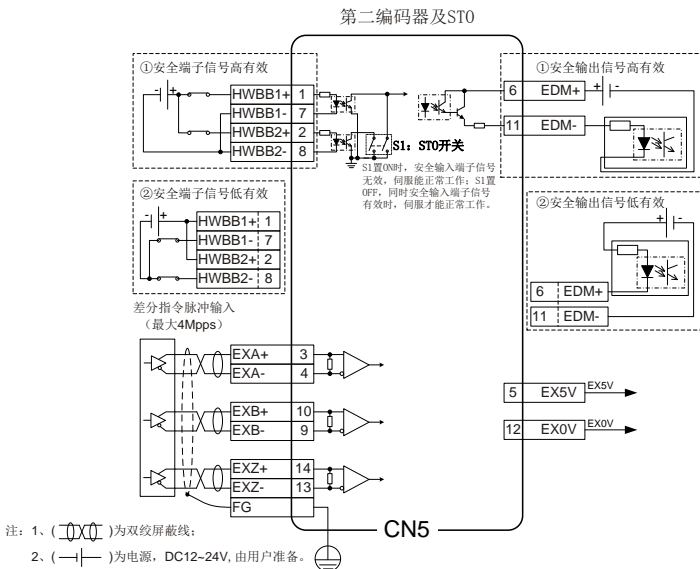 第二编码器及STO
①安全端子信号高有效
HWBB1+ 1
HWBB1- 7
HWBB2+ 2
HWBB2- 8
S1: STO开关
S1置ON时, 安全输入端子信号
无效, 伺服能正常工作; S1置
OFF, 同时安全输入端子信号
有效时, 伺服才能正常工作。
①安全输出信号高有效
6 EDM+
11 EDM-
②安全端子信号低有效
HWBB1+ 1
HWBB1- 7
HWBB2+ 2
HWBB2- 8
②安全输出信号低有效
6 EDM+
11 EDM-
差分指令脉冲输入
(最大4Mpps)
EXA+ 3
EXA- 4
EXB+ 10
EXB- 9
EXZ+ 14
EXZ- 13
FG
5 EX5V EX5V
12 EX0V EX0V
CN5
注: 1、( )为双绞屏蔽线;
2、( )为电源, DC12~24V, 由用户准备。